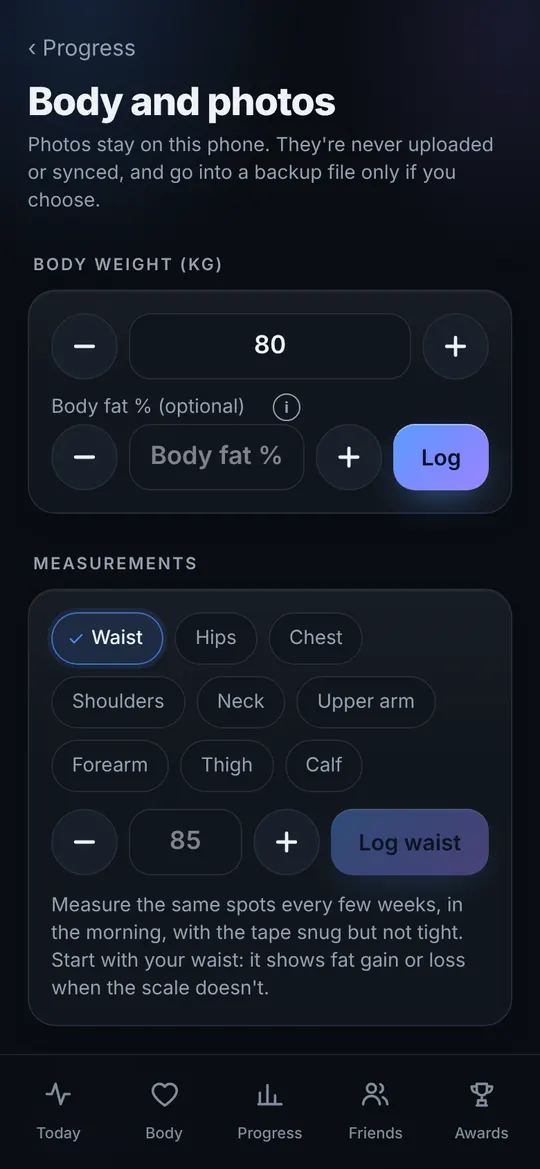 ‹ Progress
Body and photos
Photos stay on this phone. They're never uploaded
or synced, and go into a backup file only if you
choose.
BODY WEIGHT (KG)
− 80 +
Body fat % (optional) i
− Body fat % + Log
MEASUREMENTS
✓ Waist Hips Chest
Shoulders Neck Upper arm
Forearm Thigh Calf
− 85 + Log waist
Measure the same spots every few weeks, in
the morning, with the tape snug but not tight.
Start with your waist: it shows fat gain or loss
when the scale doesn't.
Today Body Progress Friends Awards